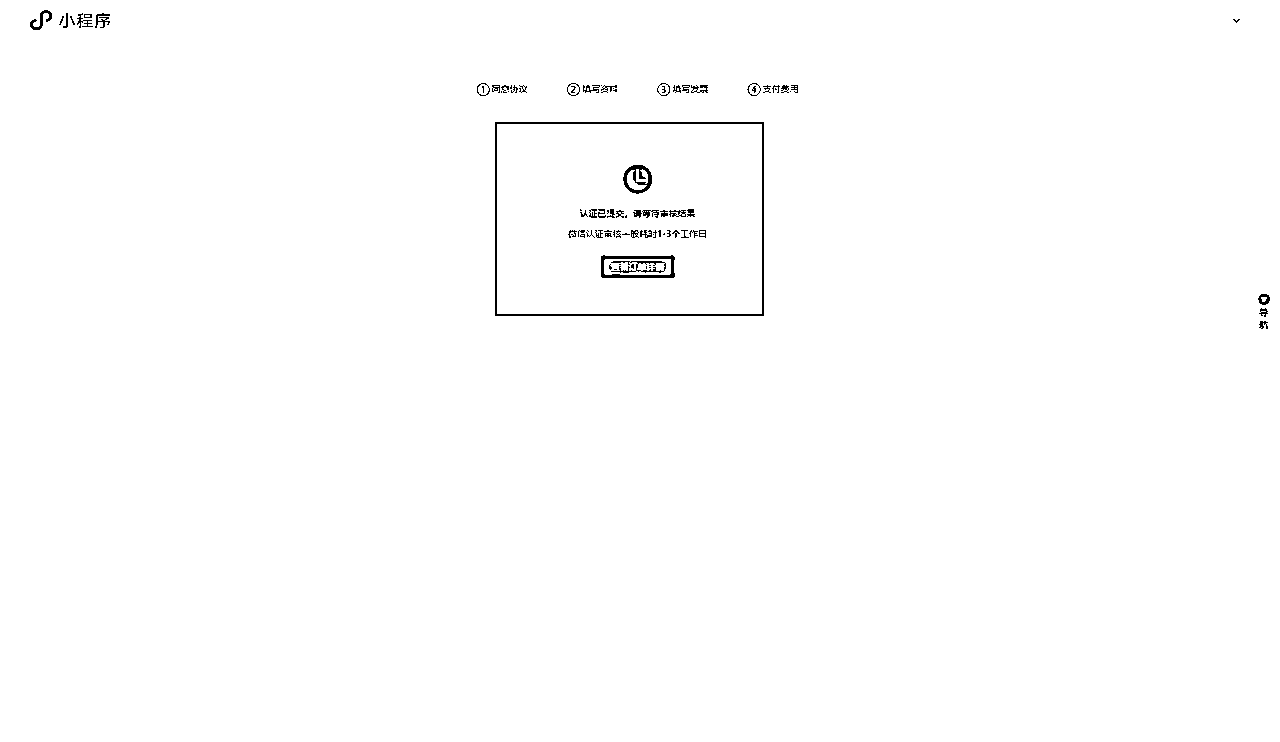 小程序
①同意协议 ②填写资料 ③填写发票 ④支付费用
认证已提交，请等待审核结果
微信认证审核一般耗时1-3个工作日
导
航